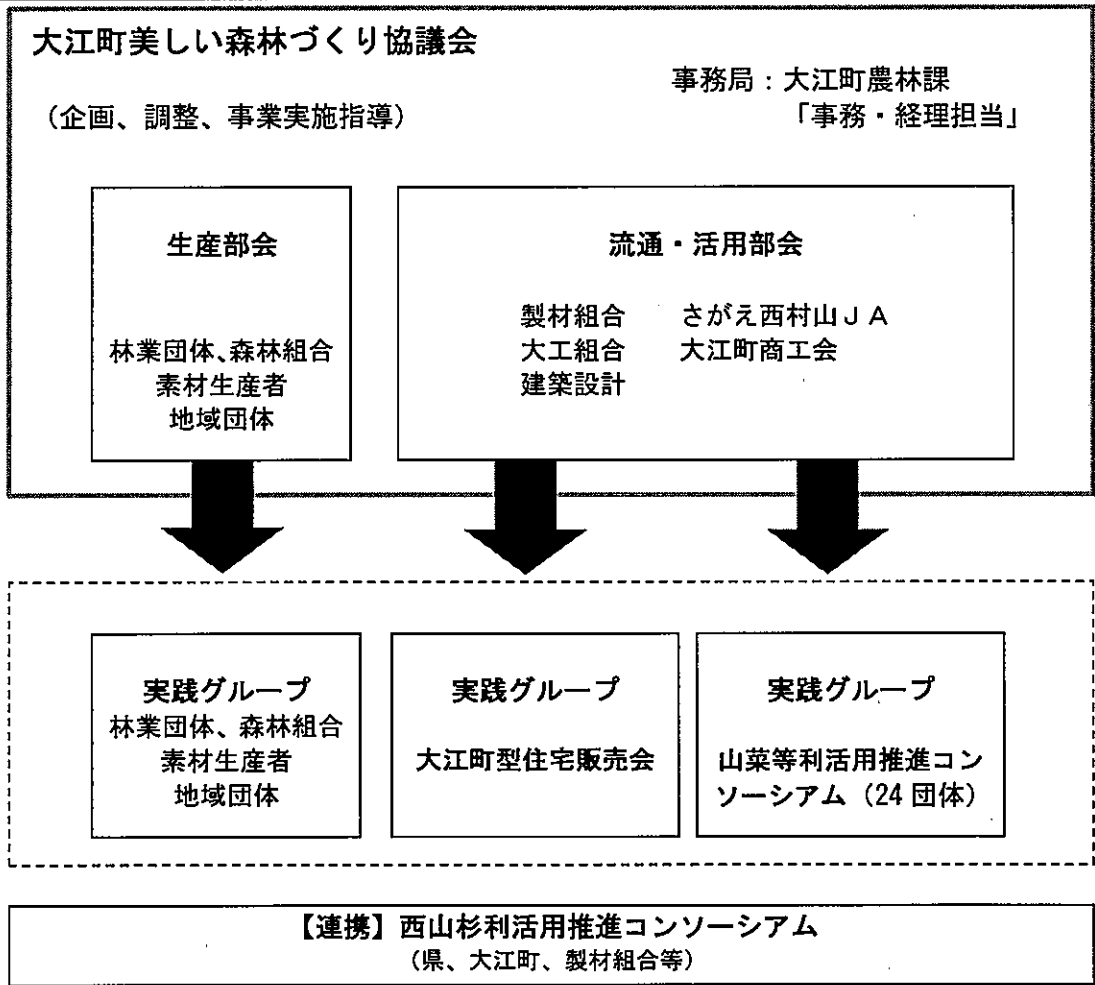 大江町美しい森林づくり協議会
事務局：大江町農林課
（企画、調整、事業実施指導）
「事務・経理担当」
生産部会
林業団体、森林組合
素材生産者
地域団体
流通・活用部会
製材組合　さがえ西村山ＪＡ
大工組合　大江町商工会
建築設計
実践グループ
林業団体、森林組合
素材生産者
地域団体
実践グループ
大江町型住宅販売会
実践グループ
山菜等利活用推進コン
ソーシアム（24団体）
【連携】西山杉利活用推進コンソーシアム
（県、大江町、製材組合等）